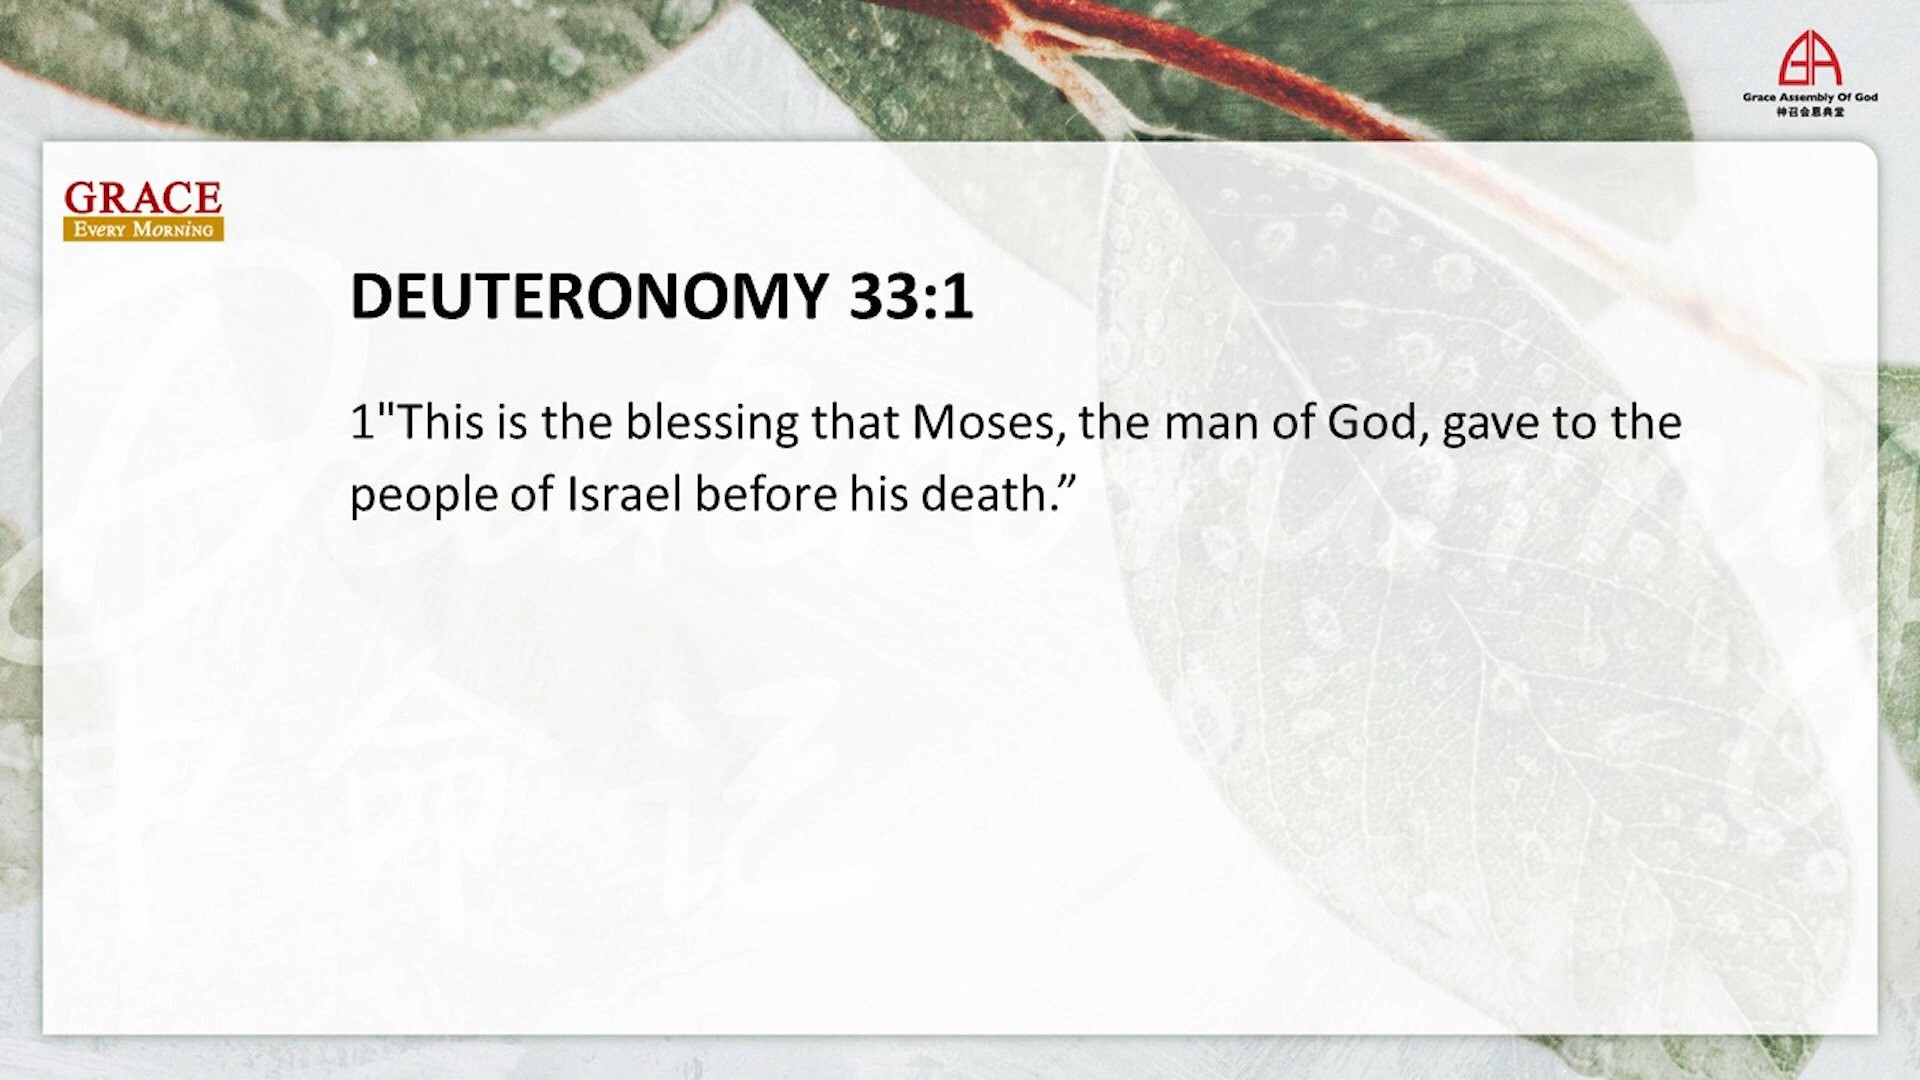 Grace Assembly Of God
神召会恩典堂
GRACE
Every Morning
DEUTERONOMY 33:1
1"This is the blessing that Moses, the man of God, gave to the
people of Israel before his death.”